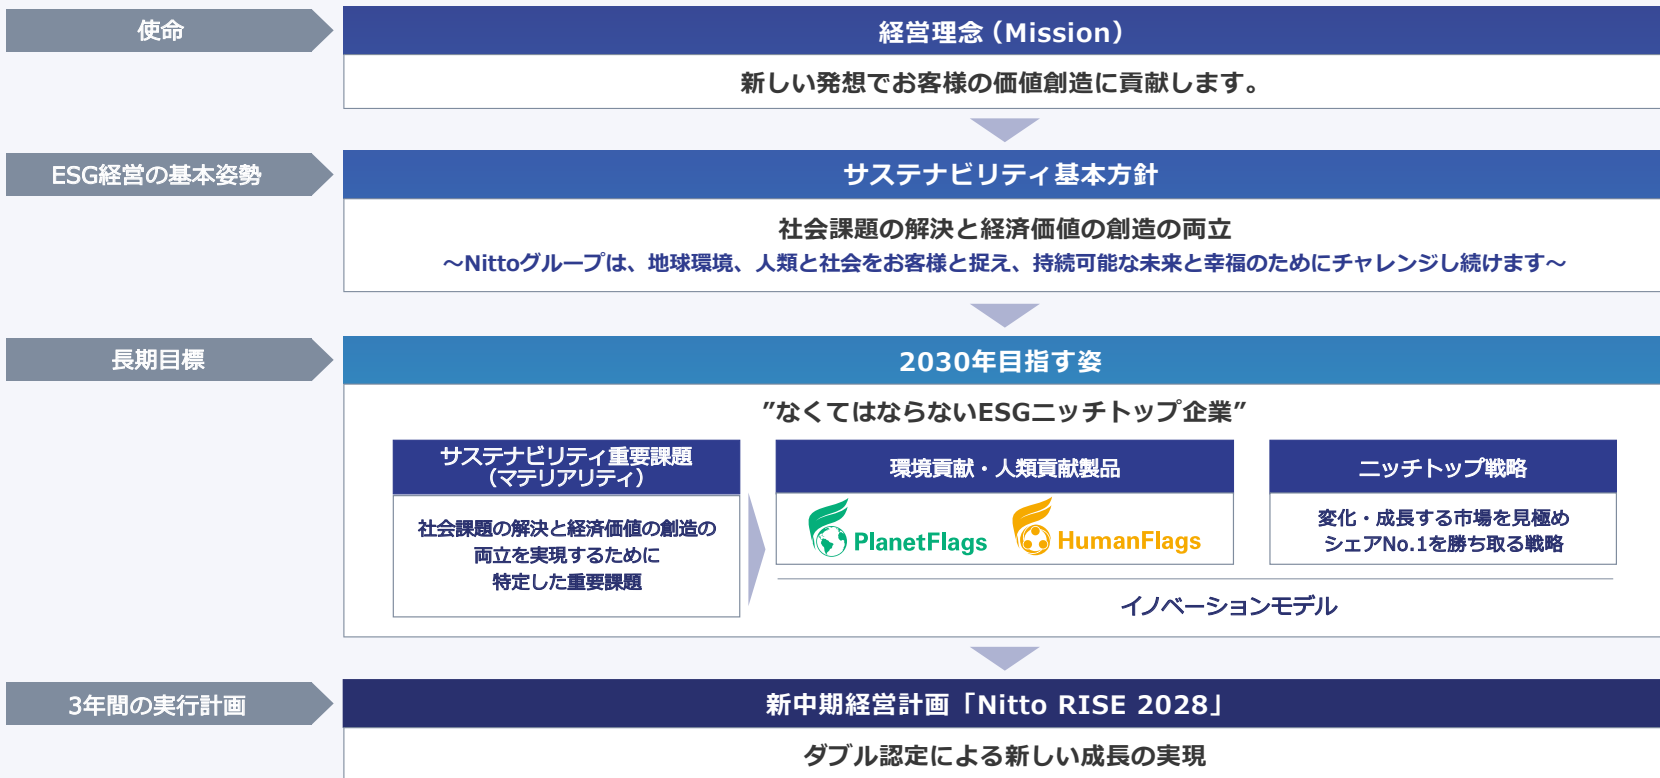 使命
経営理念（Mission）
新しい発想でお客様の価値創造に貢献します。
ESG経営の基本姿勢
サステナビリティ基本方針
社会課題の解決と経済価値の創造の両立
～Nittoグループは、地球環境、人類と社会をお客様と捉え、持続可能な未来と幸福のためにチャレンジし続けます～
長期目標
2030年目指す姿
”なくてはならないESGニッチトップ企業”
サステナビリティ重要課題
（マテリアリティ）
社会課題の解決と経済価値の創造の
両立を実現するために
特定した重要課題
環境貢献・人類貢献製品
PlanetFlags
HumanFlags
ニッチトップ戦略
変化・成長する市場を見極め
シェアNo.1を勝ち取る戦略
イノベーションモデル
3年間の実行計画
新中期経営計画「Nitto RISE 2028」
ダブル認定による新しい成長の実現